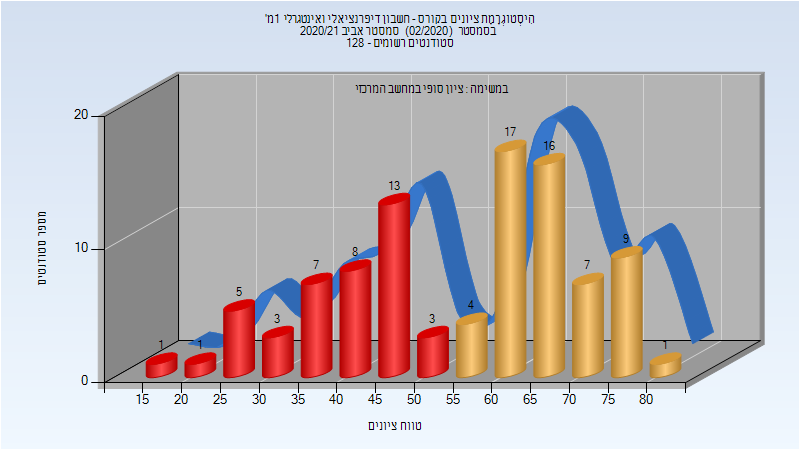 הִיסְטוֹגְרָמַת ציונים בקורס - חשבון דיפרנציאלי ואינטגרלי 1מ'
בסמסטר (02/2020) סמסטר אביב 2020/21
סטודנטים רשומים - 128
במשימה : ציון סופי במחשב המרכזי
מספר סטודנטים
20
10
0
1 1 5 3 7 8 13 3 4 17 16 7 9 1
15 20 25 30 35 40 45 50 55 60 65 70 75 80
טווח ציונים